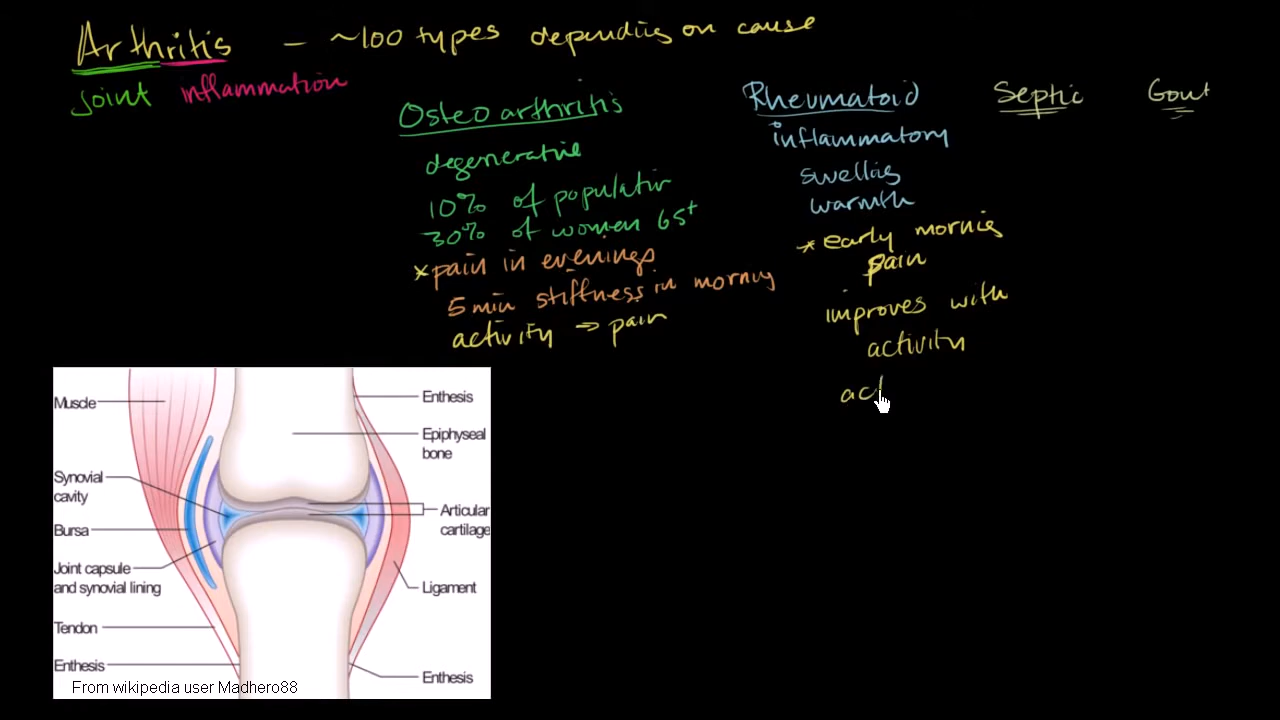 Arthritis - ~100 types depending on cause
Joint inflammation
Osteoarthritis
degenerative
10% of population
30% of women 65+
*pain in evenings
5 min stiffness in morning
activity → pain
Rheumatoid
inflammatory
swelling
warmth
*early morning
pain
improves with
activity
act
Septic
Gout
Muscle
Synovial
cavity
Bursa
Joint capsule
and synovial lining
Tendon
Enthesis
Enthesis
Epiphyseal
bone
Articular
cartilage
Ligament
Enthesis
From wikipedia user Madhero88